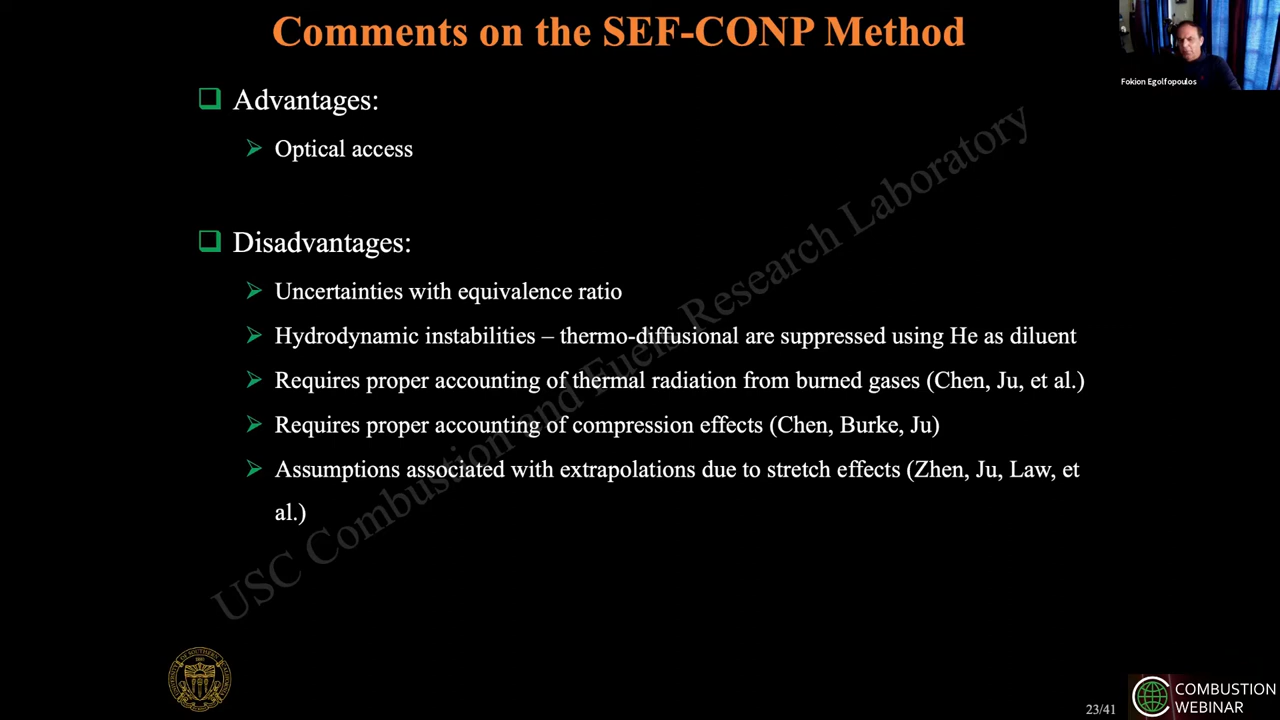 Comments on the SEF-CONP Method
Fokion Egolfopoulos
Advantages:
Optical access
Disadvantages:
Uncertainties with equivalence ratio
Hydrodynamic instabilities – thermo-diffusional are suppressed using He as diluent
Requires proper accounting of thermal radiation from burned gases (Chen, Ju, et al.)
Requires proper accounting of compression effects (Chen, Burke, Ju)
Assumptions associated with extrapolations due to stretch effects (Zhen, Ju, Law, et
al.)
USC Combustion and Fuels Research Laboratory
23/41
COMBUSTION
WEBINAR